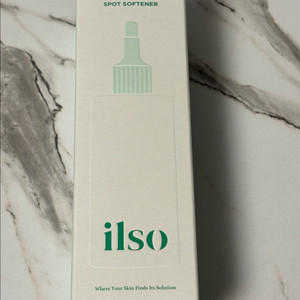 SPOT SOFTENER
ilso
Where Your Skin Finds Its Solution